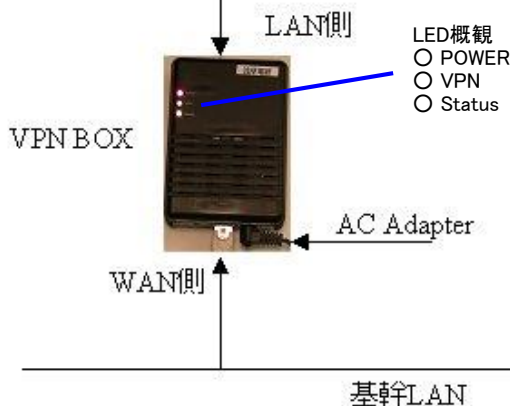 LAN側
LED概観
○ POWER
○ VPN
○ Status
VPN BOX
AC Adapter
WAN側
基幹LAN